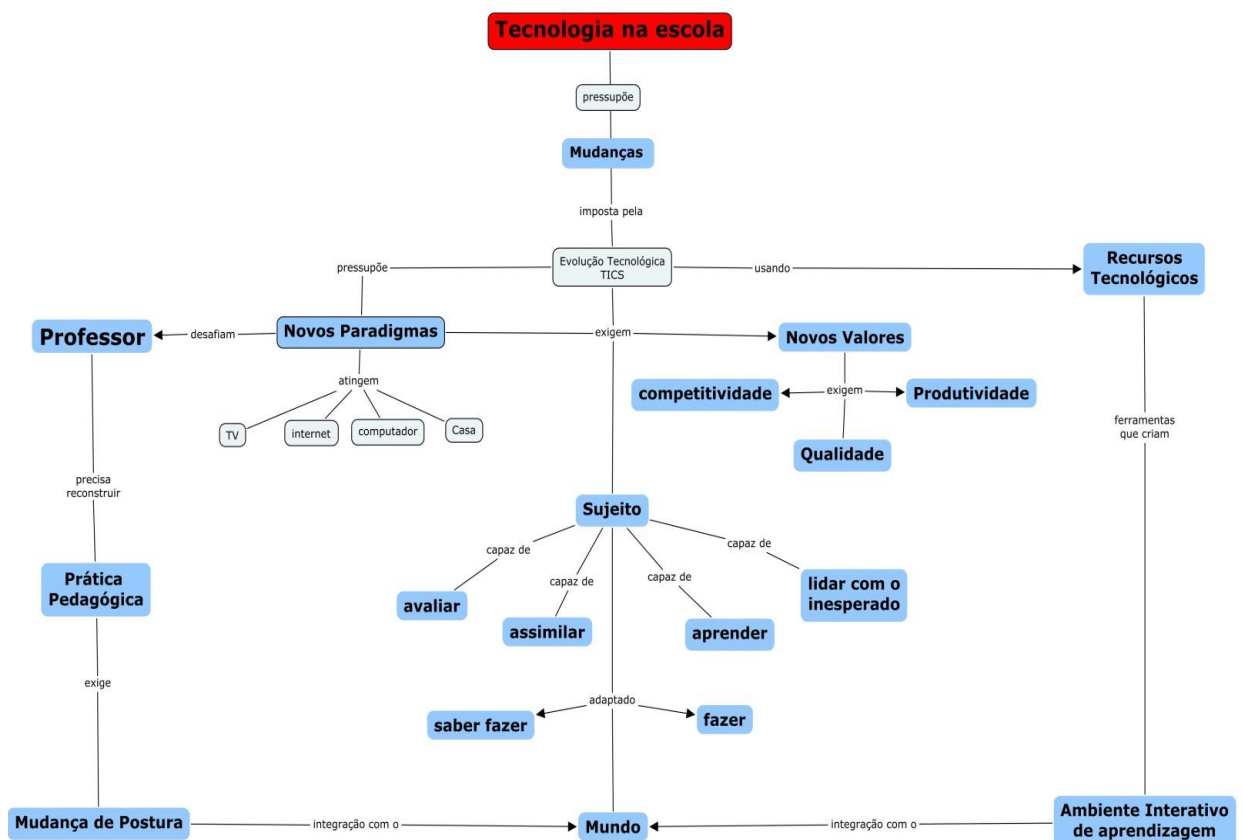 Tecnologia na escola
pressupõe
Mudanças
imposta pela
Evolução Tecnológica
TICS
pressupõe
usando
Recursos
Tecnológicos
Professor
desafiam
Novos Paradigmas
exigem
Novos Valores
atingem
TV
internet
computador
Casa
competitividade
exigem
Produtividade
Qualidade
ferramentas
que criam
precisa
reconstruir
Sujeito
capaz de
capaz de
capaz de
capaz de
avaliar
assimilar
aprender
lidar com o
inesperado
Prática
Pedagógica
exige
adaptado
saber fazer
fazer
Mudança de Postura
integração com o
Mundo
integração com o
Ambiente Interativo
de aprendizagem